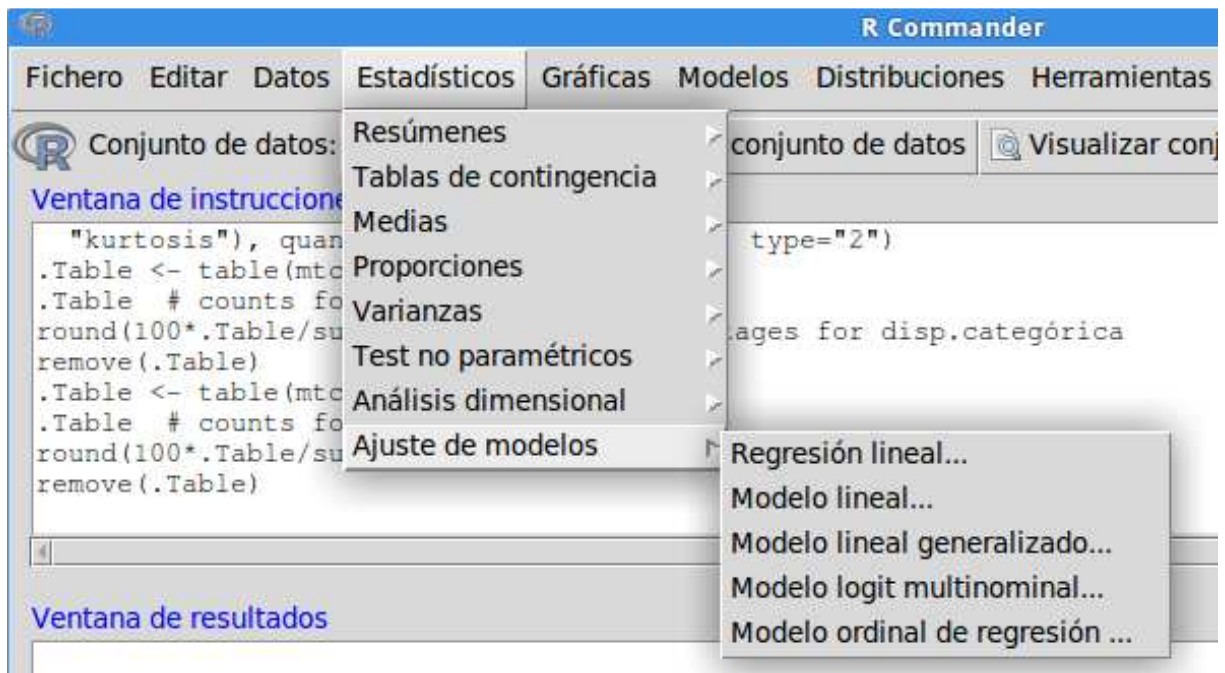 R Commander
Fichero Editar Datos Estadísticos Gráficas Modelos Distribuciones Herramientas
R Conjunto de datos: conjunto de datos Visualizar conj
Ventana de instruccione
"kurtosis"), quan type="2")
.Table <- table(mtc
.Table # counts fo
round(100*.Table/su ages for disp.categórica
remove(.Table)
.Table <- table(mtc
.Table # counts fo
round(100*.Table/su
remove(.Table)
Resúmenes
Tablas de contingencia
Medias
Proporciones
Varianzas
Test no paramétricos
Análisis dimensional
Ajuste de modelos
Regresión lineal...
Modelo lineal...
Modelo lineal generalizado...
Modelo logit multinominal...
Modelo ordinal de regresión ...
Ventana de resultados